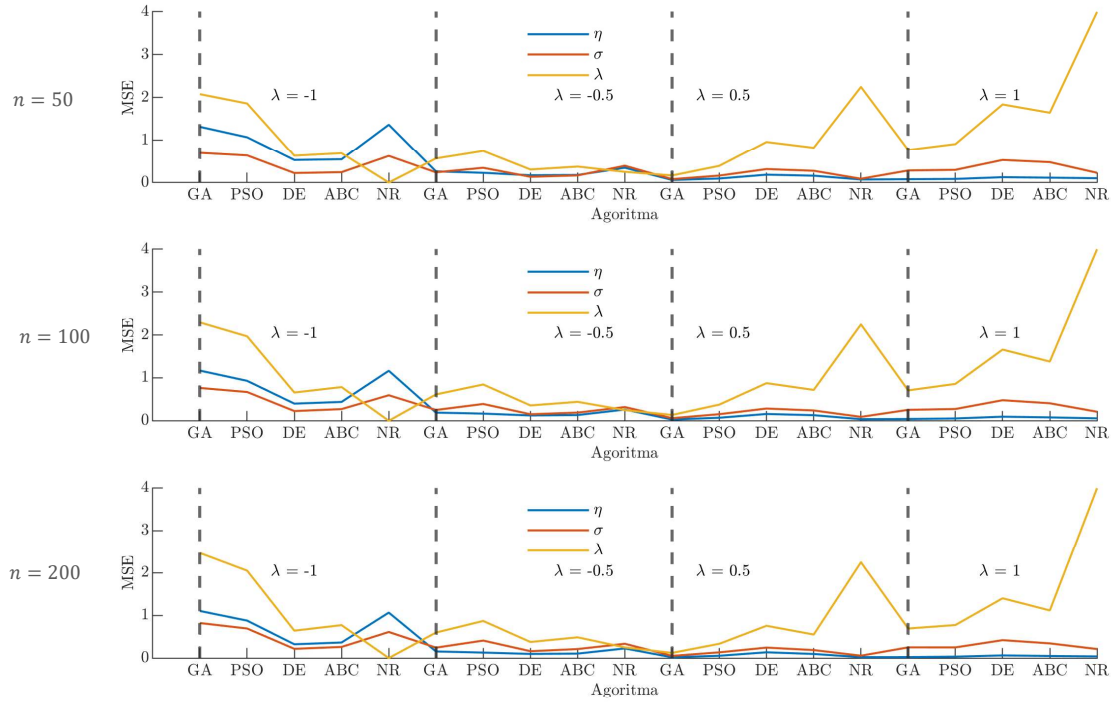 n = 50
MSE
4
3
2
1
0
η
σ
λ
λ = -1
λ = -0.5
λ = 0.5
λ = 1
GA PSO DE ABC NR GA PSO DE ABC NR GA PSO DE ABC NR GA PSO DE ABC NR
Agoritma
n = 100
MSE
4
3
2
1
0
η
σ
λ
λ = -1
λ = -0.5
λ = 0.5
λ = 1
GA PSO DE ABC NR GA PSO DE ABC NR GA PSO DE ABC NR GA PSO DE ABC NR
Agoritma
n = 200
MSE
4
3
2
1
0
η
σ
λ
λ = -1
λ = -0.5
λ = 0.5
λ = 1
GA PSO DE ABC NR GA PSO DE ABC NR GA PSO DE ABC NR GA PSO DE ABC NR
Agoritma